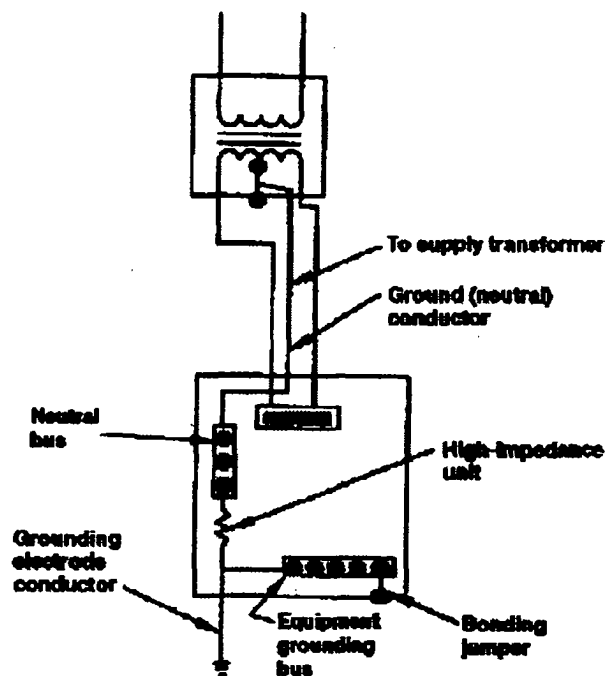 To supply transformer
Ground (neutral)
conductor
Neutral
bus
High-impedance
unit
Grounding
electrode
conductor
Equipment
grounding
bus
Bonding
jumper